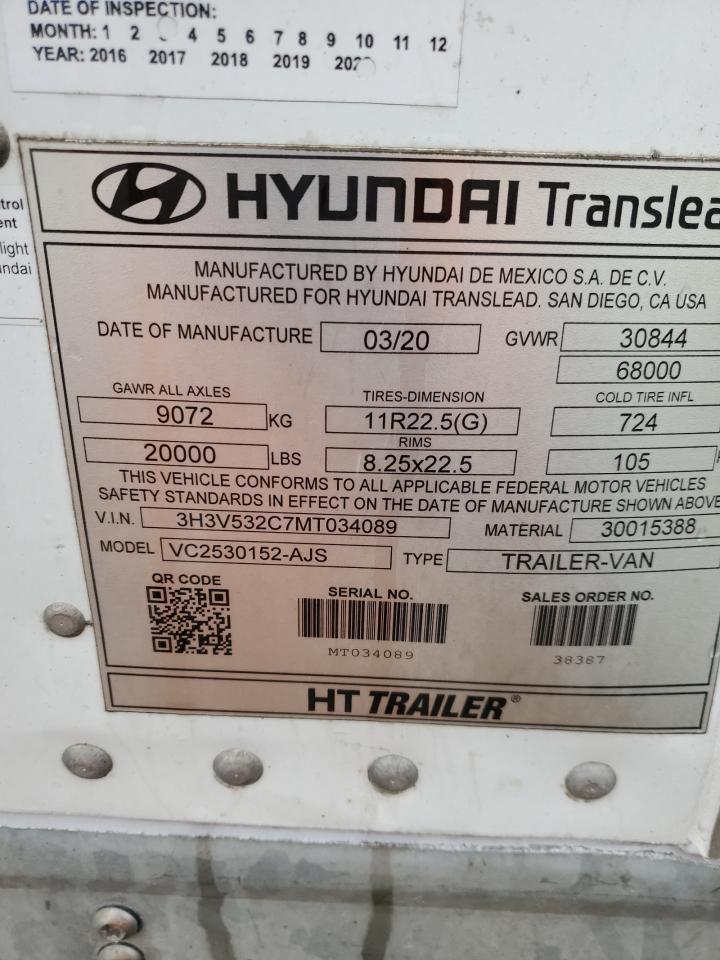 DATE OF INSPECTION:
MONTH: 1 2 4 5 6 7 8 9 10 11 12
YEAR: 2016 2017 2018 2019
HYUNDAI
MANUFACTURED BY HYUNDAI DE MEXICO S.A. DE C.V.
MANUFACTURED FOR HYUNDAI TRANSLEAD. SAN DIEGO, CA USA
DATE OF MANUFACTURE 03/20 GVWR 30844
68000
GAWR ALL AXLES TIRES-DIMENSION COLD TIRE INFL
9072 KG 11R22.5(G) 724
RIMS
20000 LBS 8.25x22.5 105
THIS VEHICLE CONFORMS TO ALL APPLICABLE FEDERAL MOTOR VEHICLES
SAFETY STANDARDS IN EFFECT ON THE DATE OF MANUFACTURE SHOWN ABOVE
V.I.N. 3H3V532C7MT034089 MATERIAL 30015388
MODEL VC2530152-AJS TYPE TRAILER-VAN
QR CODE SERIAL NO. SALES ORDER NO.
MT034089 38387
HT TRAILER®